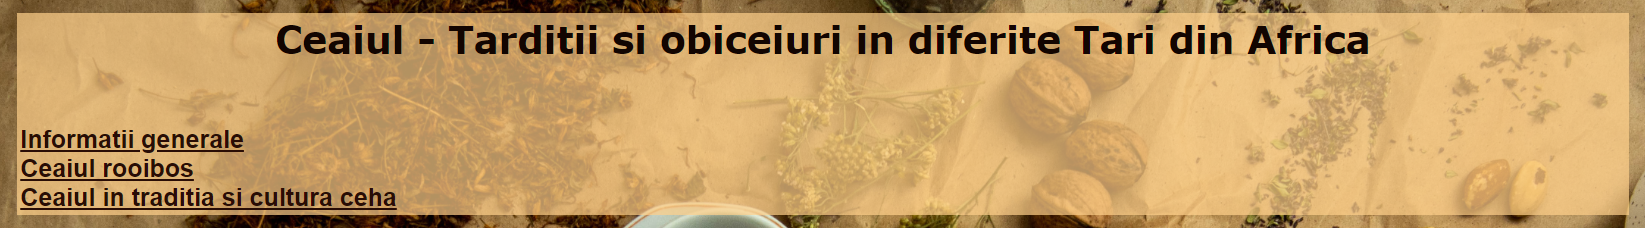 Ceaiul - Tarditii si obiceiuri in diferite Tari din Africa
Informatii generale
Ceaiul rooibos
Ceaiul in traditia si cultura ceha